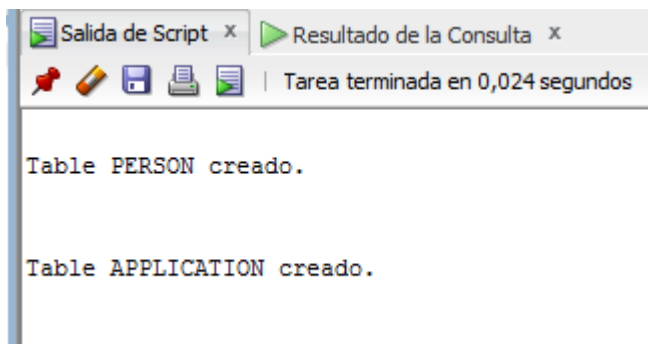 Salida de Script x Resultado de la Consulta x
Tarea terminada en 0,024 segundos
Table PERSON creado.
Table APPLICATION creado.